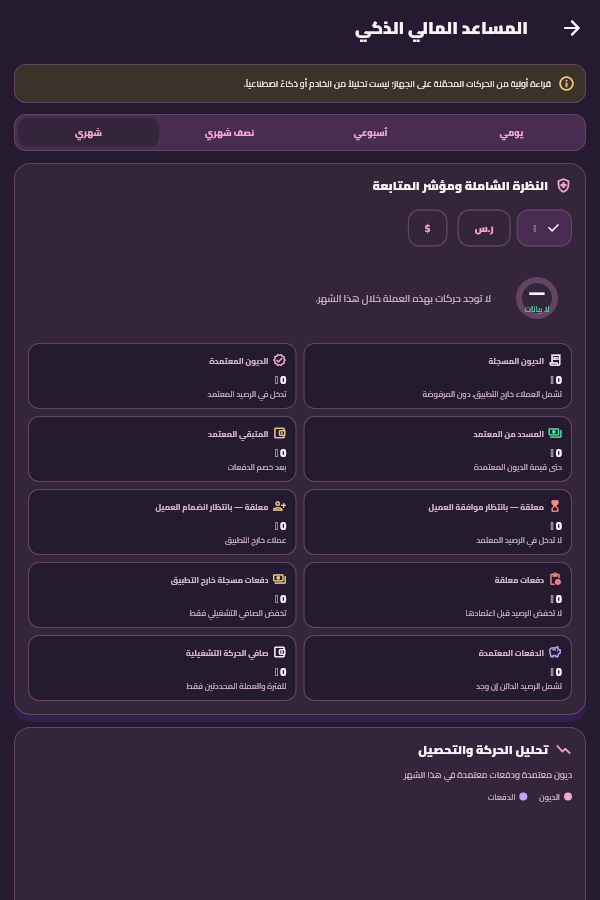 المساعد المالي الذكي
قراءة أولية من الحركات المحمّلة على الجهاز؛ ليست تحليلاً من الخادم أو ذكاءً اصطناعياً.
يومي أسبوعي نصف شهري شهري
النظرة الشاملة ومؤشر المتابعة
ر.س $
—
لا بيانات
لا توجد حركات بهذه العملة خلال هذا الشهر.
الديون المسجلة
0
تشمل العملاء خارج التطبيق، دون المرفوضة
الديون المعتمدة
0
تدخل في الرصيد المعتمد
المسدد من المعتمد
0
حتى قيمة الديون المعتمدة
المتبقي المعتمد
0
بعد خصم الدفعات
معلقة — بانتظار موافقة العميل
0
لا تدخل في الرصيد المعتمد
معلقة — بانتظار انضمام العميل
0
عملاء خارج التطبيق
دفعات معلقة
0
لا تخفض الرصيد قبل اعتمادها
دفعات مسجلة خارج التطبيق
0
تخفض الصافي التشغيلي فقط
الدفعات المعتمدة
0
تشمل الرصيد الدائن إن وجد
صافي الحركة التشغيلية
0
للفترة والعملة المحددتين فقط
تحليل الحركة والتحصيل
ديون معتمدة ودفعات معتمدة في هذا الشهر
الديون الدفعات